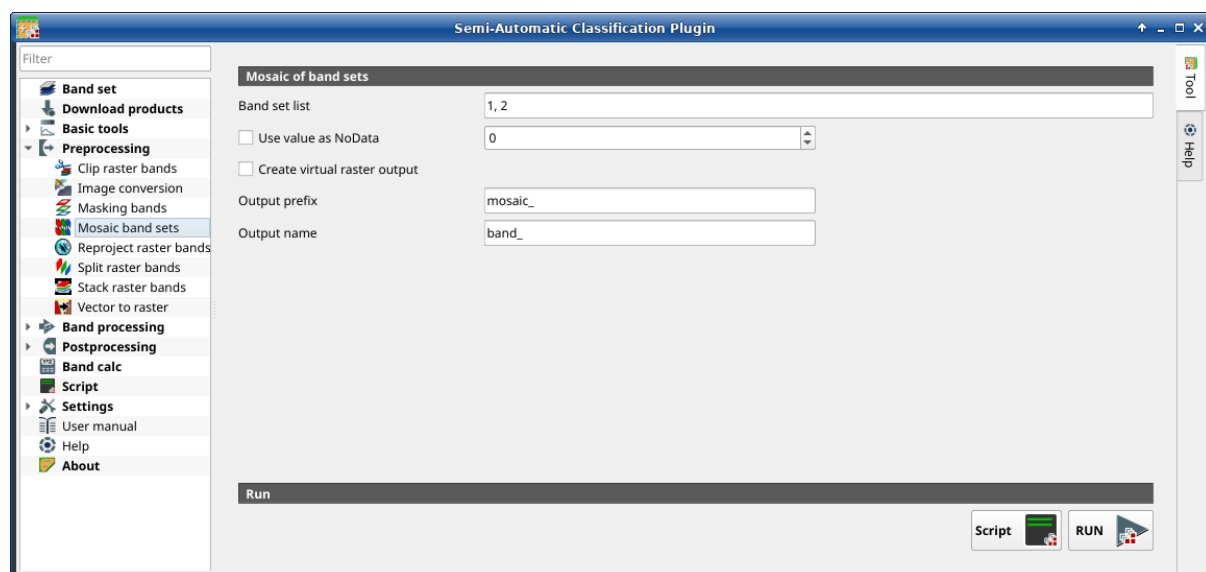 Semi-Automatic Classification Plugin
Filter
Band set
Download products
Basic tools
Preprocessing
Clip raster bands
Image conversion
Masking bands
Mosaic band sets
Reproject raster bands
Split raster bands
Stack raster bands
Vector to raster
Band processing
Postprocessing
Band calc
Script
Settings
User manual
Help
About
Mosaic of band sets
Band set list 1, 2
Use value as NoData 0
Create virtual raster output
Output prefix mosaic_
Output name band_
Run
Script RUN
Tool
Help